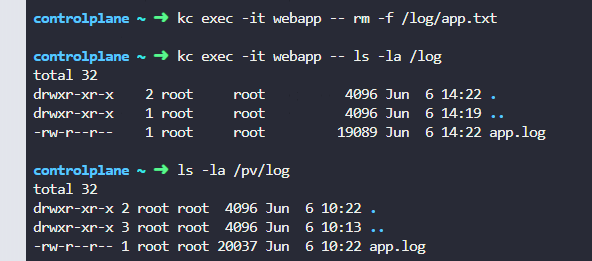 controlplane ~ ➜ kc exec -it webapp -- rm -f /log/app.txt
controlplane ~ ➜ kc exec -it webapp -- ls -la /log
total 32
drwxr-xr-x    2 root     root          4096 Jun  6 14:22 .
drwxr-xr-x    1 root     root          4096 Jun  6 14:19 ..
-rw-r--r--    1 root     root         19089 Jun  6 14:22 app.log
controlplane ~ ➜ ls -la /pv/log
total 32
drwxr-xr-x 2 root root  4096 Jun  6 10:22 .
drwxr-xr-x 3 root root  4096 Jun  6 10:13 ..
-rw-r--r-- 1 root root 20037 Jun  6 10:22 app.log